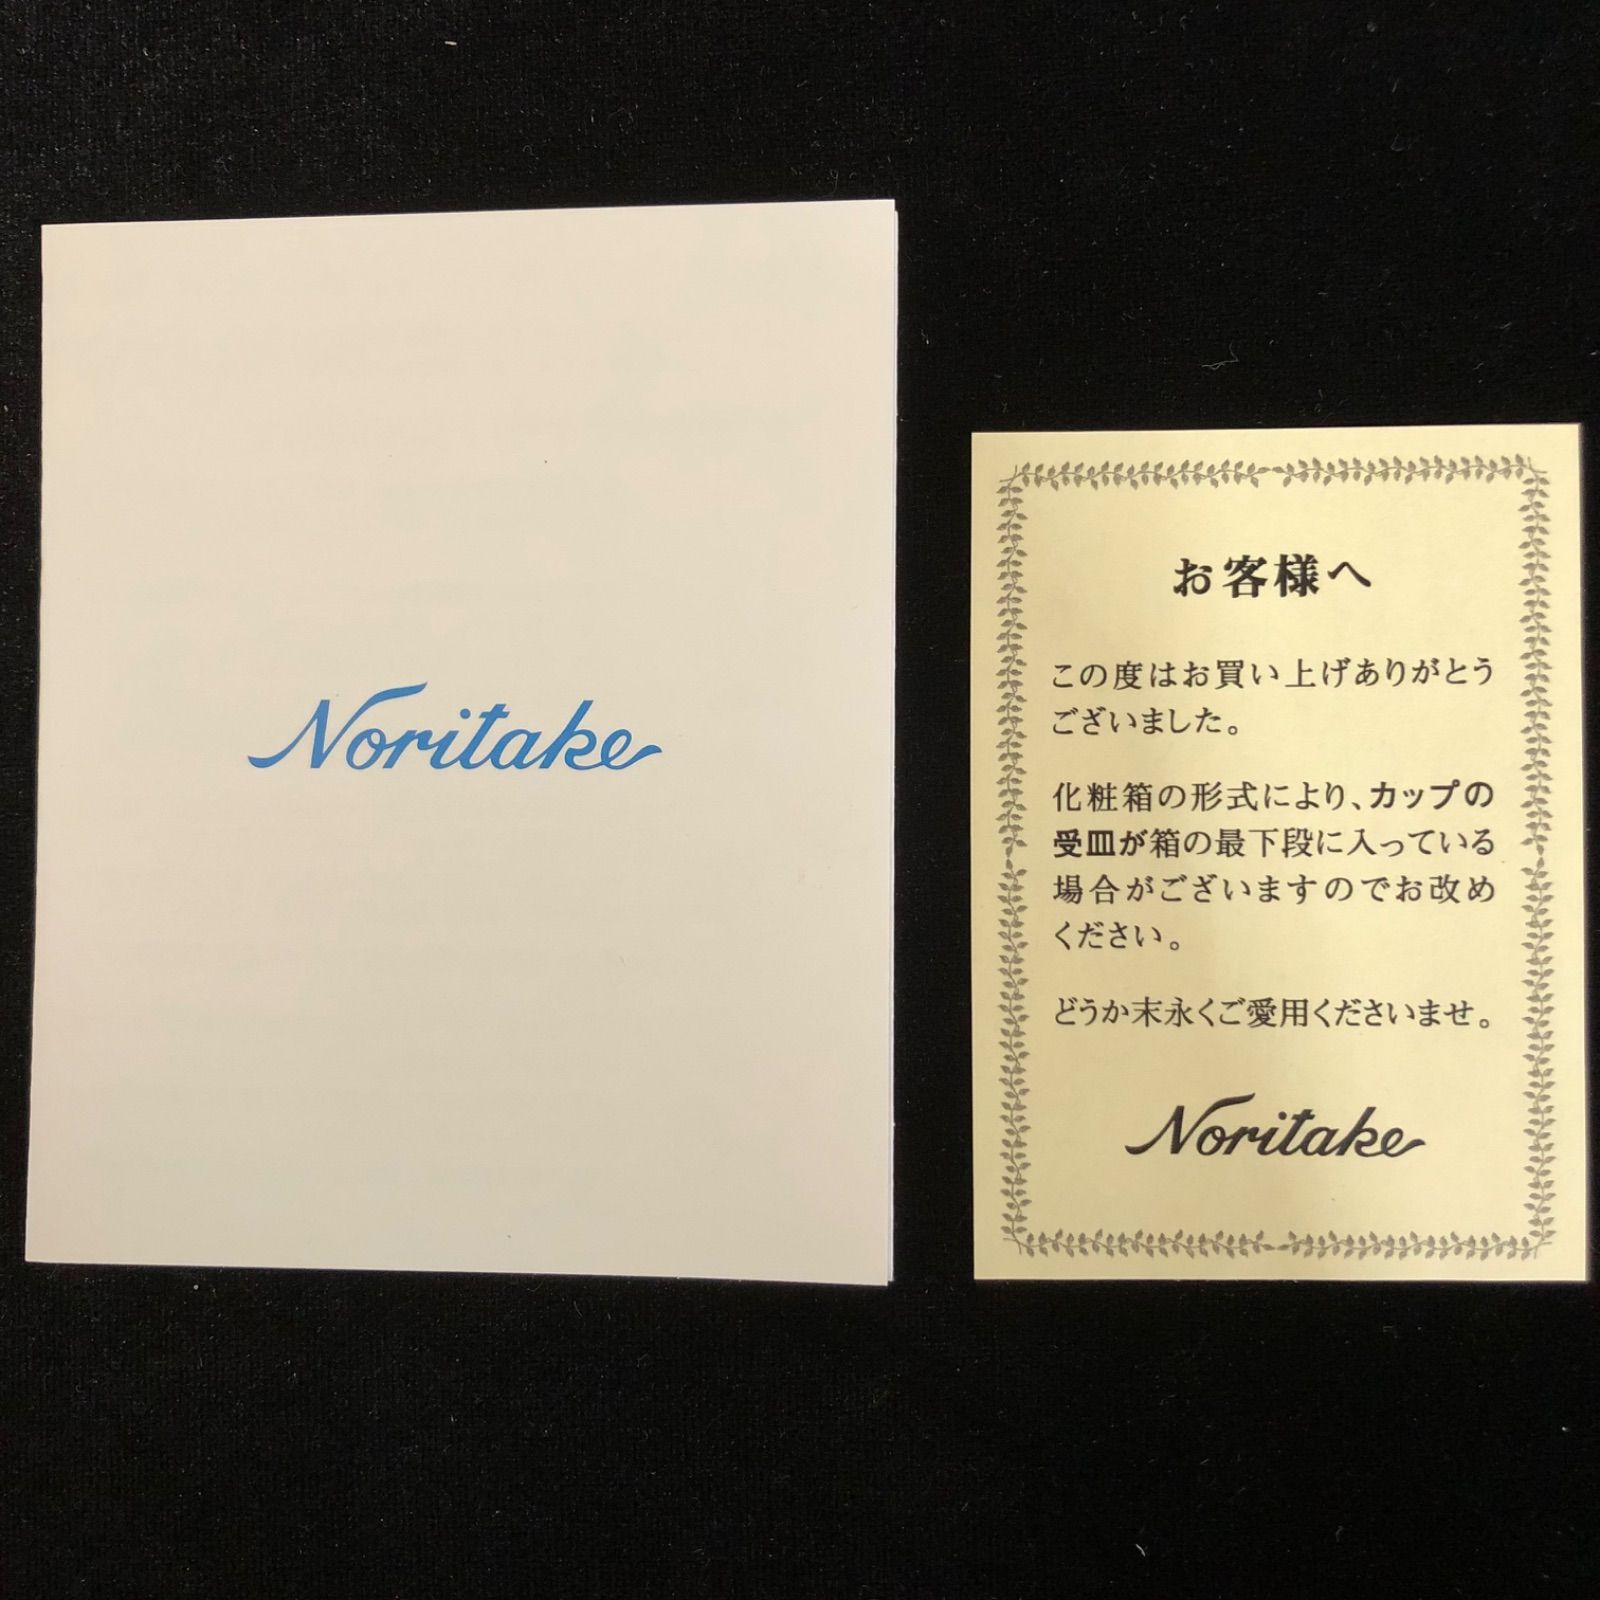 Noritake
お客様へ
この度はお買い上げありがとう
ございました。
化粧箱の形式により、カップの
受皿が箱の最下段に入っている
場合がございますのでお改め
ください。
どうか末永くご愛用くださいませ。
Noritake